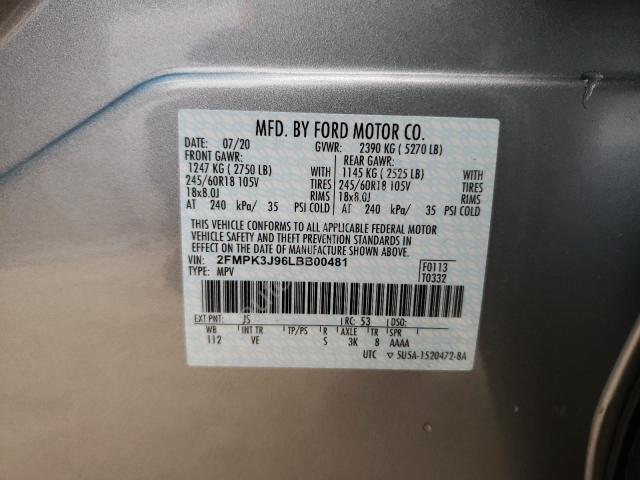 MFD. BY FORD MOTOR CO.
DATE: 07/20 GVWR: 2390 KG ( 5270 LB)
FRONT GAWR: REAR GAWR:
1247 KG ( 2750 LB) WITH 1145 KG ( 2525 LB) WITH
245/60R18 105V TIRES 245/60R18 105V TIRES
18x8.0J RIMS 18x8.0J RIMS
AT 240 kPa/ 35 PSI COLD AT 240 kPa/ 35 PSI COLD
THIS VEHICLE CONFORMS TO ALL APPLICABLE FEDERAL MOTOR
VEHICLE SAFETY AND THEFT PREVENTION STANDARDS IN
EFFECT ON THE DATE OF MANUFACTURE SHOWN ABOVE.
VIN: 2FMPK3J96LBB00481 F0113
TYPE: MPV T0332
EXT PNT: JS RC: 53 DSO:
WB INT TR TP/PS R AXLE TR SPR
112 VE S 3K 8 AAAA
UTC 5U5A-1520472-BA